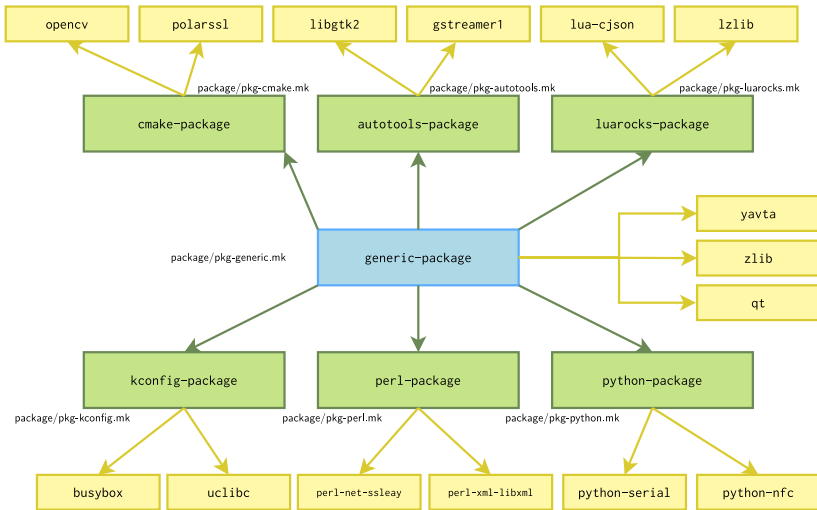 opencv
polarssl
libgtk2
gstreamer1
lua-cjson
lzlib
package/pkg-cmake.mk
package/pkg-autotools.mk
package/pkg-luarocks.mk
cmake-package
autotools-package
luarocks-package
yavta
package/pkg-generic.mk
generic-package
zlib
qt
kconfig-package
perl-package
python-package
package/pkg-kconfig.mk
package/pkg-perl.mk
package/pkg-python.mk
busybox
uclibc
perl-net-ssleay
perl-xml-libxml
python-serial
python-nfc